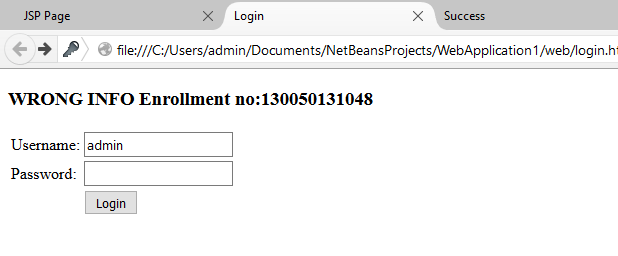 JSP Page
Login
Success
file:///C:/Users/admin/Documents/NetBeansProjects/WebApplication1/web/login.h
WRONG INFO Enrollment no:130050131048
Username: admin
Password:
Login